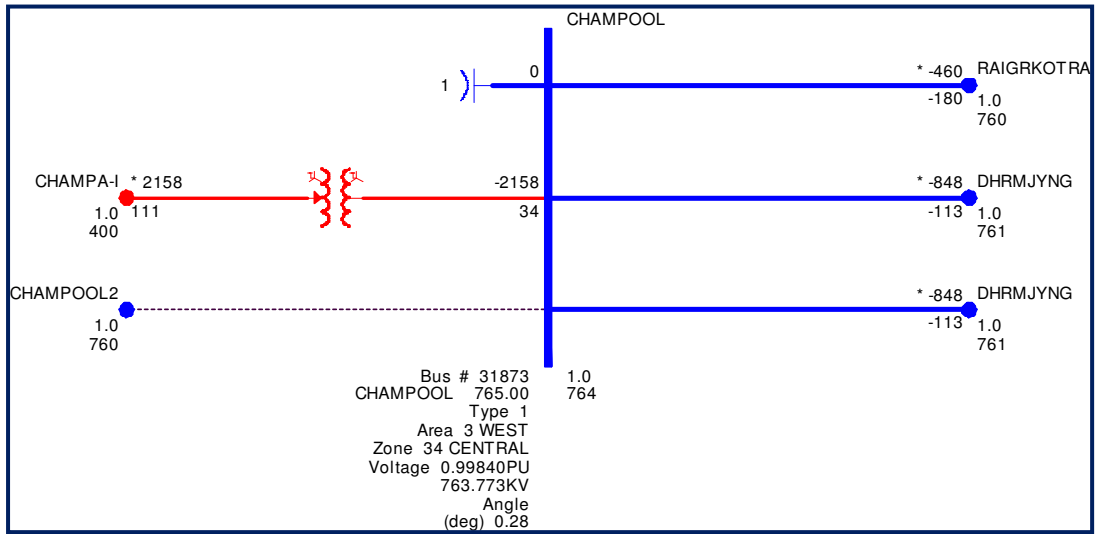 CHAMPOOL
1
0
* -460 RAIGRKOTRA
-180 1.0
760
CHAMPA-I * 2158
1.0 111
400
-2158
34
* -848 DHRMJYNG
-113 1.0
761
CHAMPOOL2
1.0
760
* -848 DHRMJYNG
-113 1.0
761
Bus # 31873 1.0
CHAMPOOL 765.00 764
Type 1
Area 3 WEST
Zone 34 CENTRAL
Voltage 0.99840PU
763.773KV
Angle
(deg) 0.28